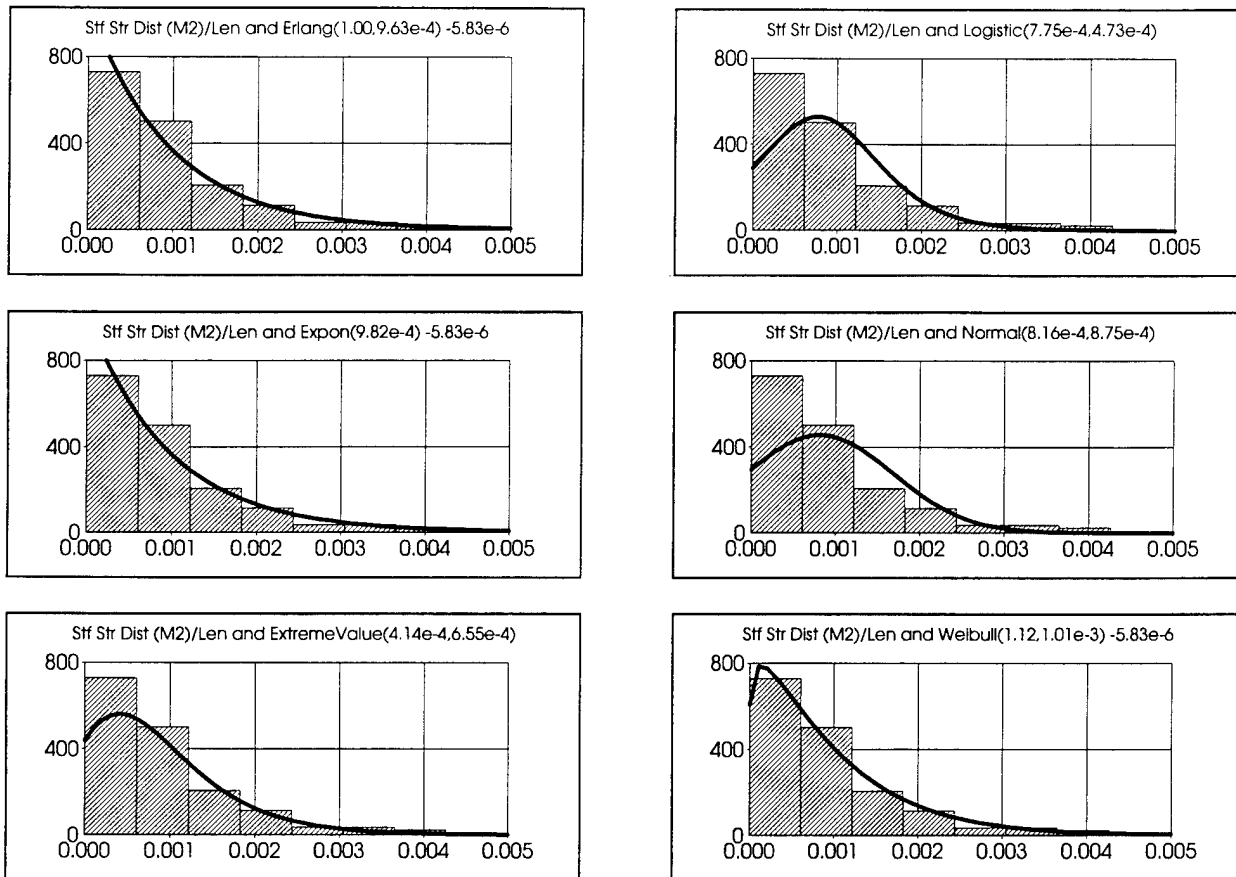 Stf Str Dist (M2)/Len and Erlang(1.00,9.63e-4) -5.83e-6
800
400
0
0.000 0.001 0.002 0.003 0.004 0.005
Stf Str Dist (M2)/Len and Logistic(7.75e-4,4.73e-4)
800
400
0
0.000 0.001 0.002 0.003 0.004 0.005
Stf Str Dist (M2)/Len and Expon(9.82e-4) -5.83e-6
800
400
0
0.000 0.001 0.002 0.003 0.004 0.005
Stf Str Dist (M2)/Len and Normal(8.16e-4,8.75e-4)
800
400
0
0.000 0.001 0.002 0.003 0.004 0.005
Stf Str Dist (M2)/Len and ExtremeValue(4.14e-4,6.55e-4)
800
400
0
0.000 0.001 0.002 0.003 0.004 0.005
Stf Str Dist (M2)/Len and Weibull(1.12,1.01e-3) -5.83e-6
800
400
0
0.000 0.001 0.002 0.003 0.004 0.005